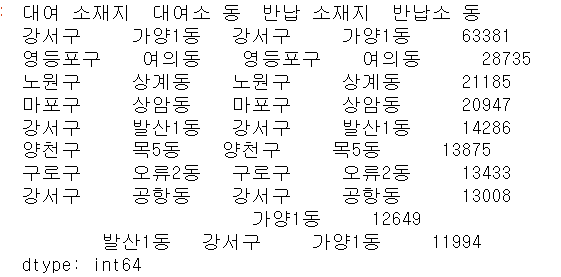 대여 소재지 대여소 동 반납 소재지 반납소 동
강서구 가양1동 강서구 가양1동 63381
영등포구 여의동 영등포구 여의동 28735
노원구 상계동 노원구 상계동 21185
마포구 상암동 마포구 상암동 20947
강서구 발산1동 강서구 발산1동 14286
양천구 목5동 양천구 목5동 13875
구로구 오류2동 구로구 오류2동 13433
강서구 공항동 강서구 공항동 13008
가양1동 12649
발산1동 강서구 가양1동 11994
dtype: int64